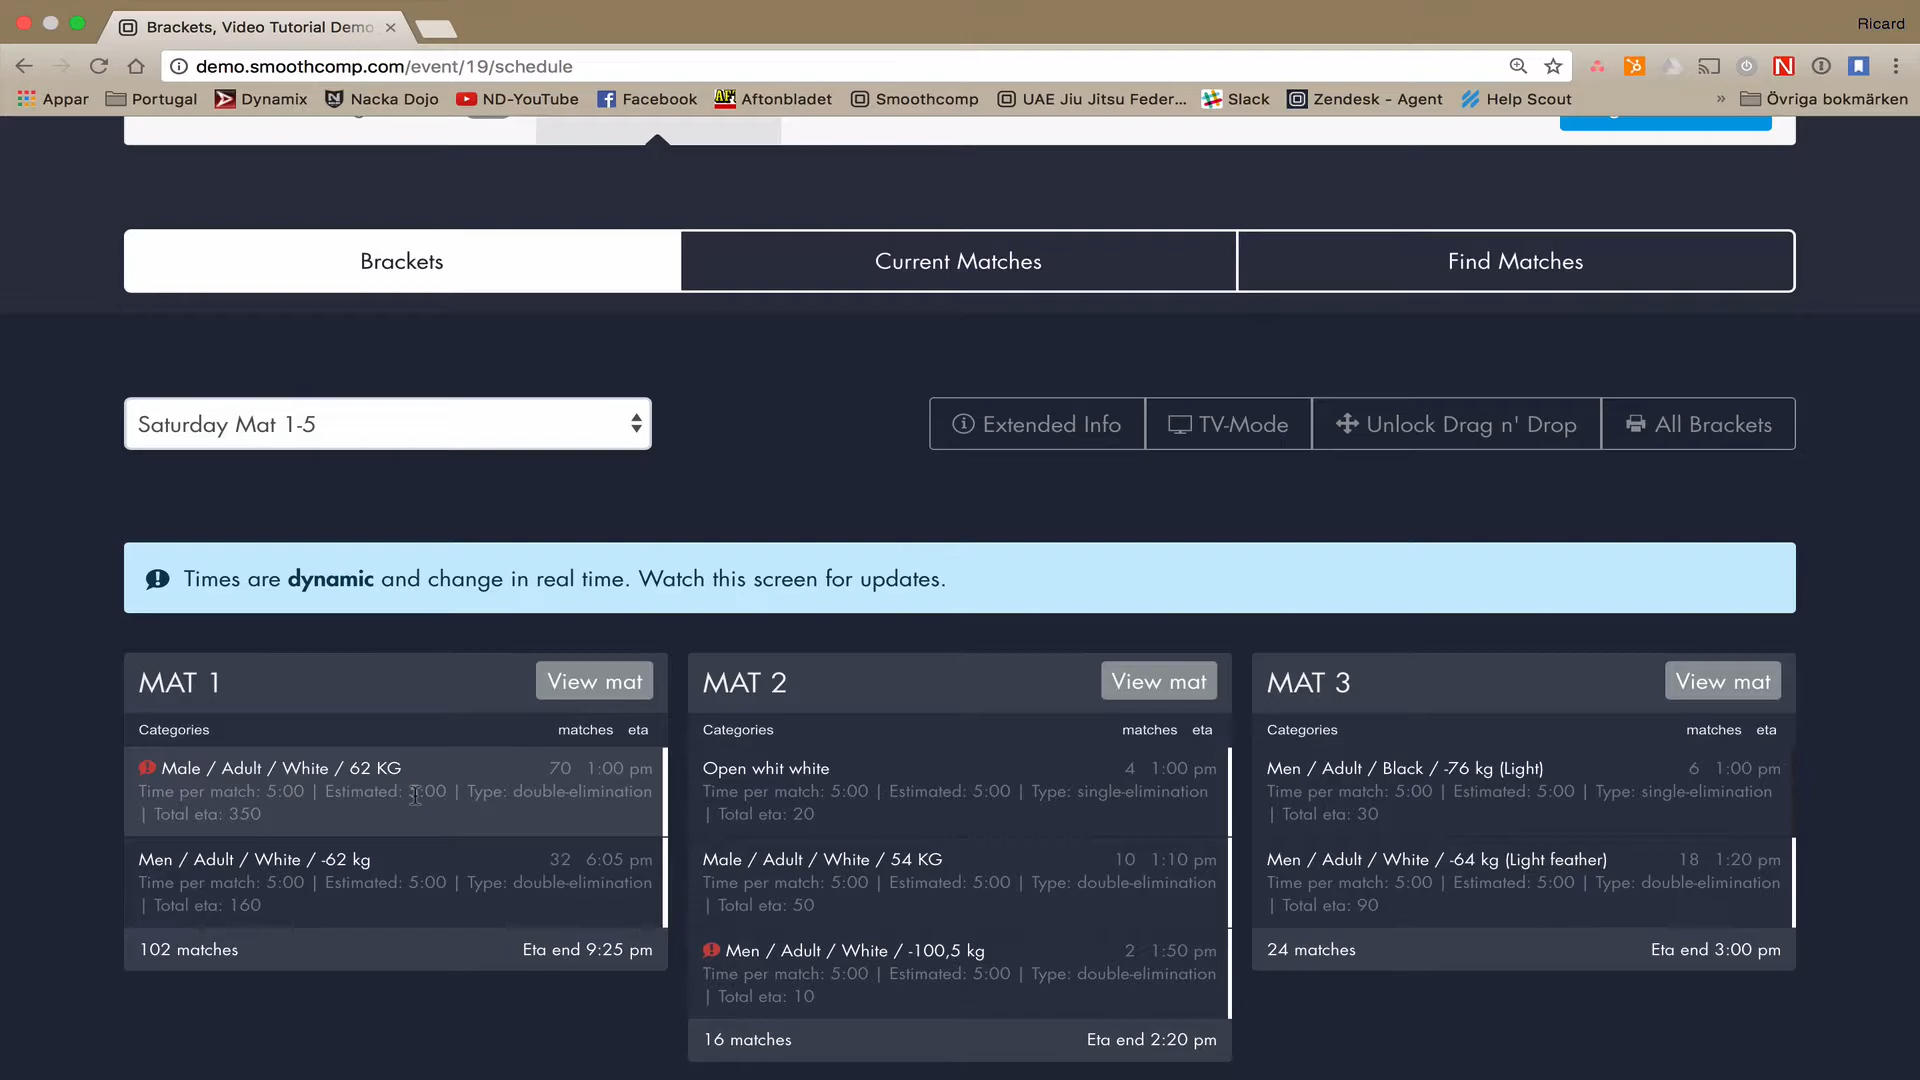 Brackets, Video Tutorial Demo
Ricard
demo.smoothcomp.com/event/19/schedule
Appar
Portugal
Dynamix
Nacka Dojo
ND-YouTube
Facebook
Aftonbladet
Smoothcomp
UAE Jiu Jitsu Feder...
Slack
Zendesk - Agent
Help Scout
»
Övriga bokmärken
Brackets
Current Matches
Find Matches
Saturday Mat 1-5
Extended Info
TV-Mode
Unlock Drag n' Drop
All Brackets
Times are dynamic and change in real time. Watch this screen for updates.
MAT 1
View mat
Categories matches eta
Male / Adult / White / 62 KG 70 1:00 pm
Time per match: 5:00 | Estimated: 5:00 | Type: double-elimination
| Total eta: 350
Men / Adult / White / -62 kg 32 6:05 pm
Time per match: 5:00 | Estimated: 5:00 | Type: double-elimination
| Total eta: 160
102 matches Eta end 9:25 pm
MAT 2
View mat
Categories matches eta
Open whit white 4 1:00 pm
Time per match: 5:00 | Estimated: 5:00 | Type: single-elimination
| Total eta: 20
Male / Adult / White / 54 KG 10 1:10 pm
Time per match: 5:00 | Estimated: 5:00 | Type: double-elimination
| Total eta: 50
Men / Adult / White / -100,5 kg 2 1:50 pm
Time per match: 5:00 | Estimated: 5:00 | Type: double-elimination
| Total eta: 10
16 matches Eta end 2:20 pm
MAT 3
View mat
Categories matches eta
Men / Adult / Black / -76 kg (Light) 6 1:00 pm
Time per match: 5:00 | Estimated: 5:00 | Type: single-elimination
| Total eta: 30
Men / Adult / White / -64 kg (Light feather) 18 1:20 pm
Time per match: 5:00 | Estimated: 5:00 | Type: double-elimination
| Total eta: 90
24 matches Eta end 3:00 pm